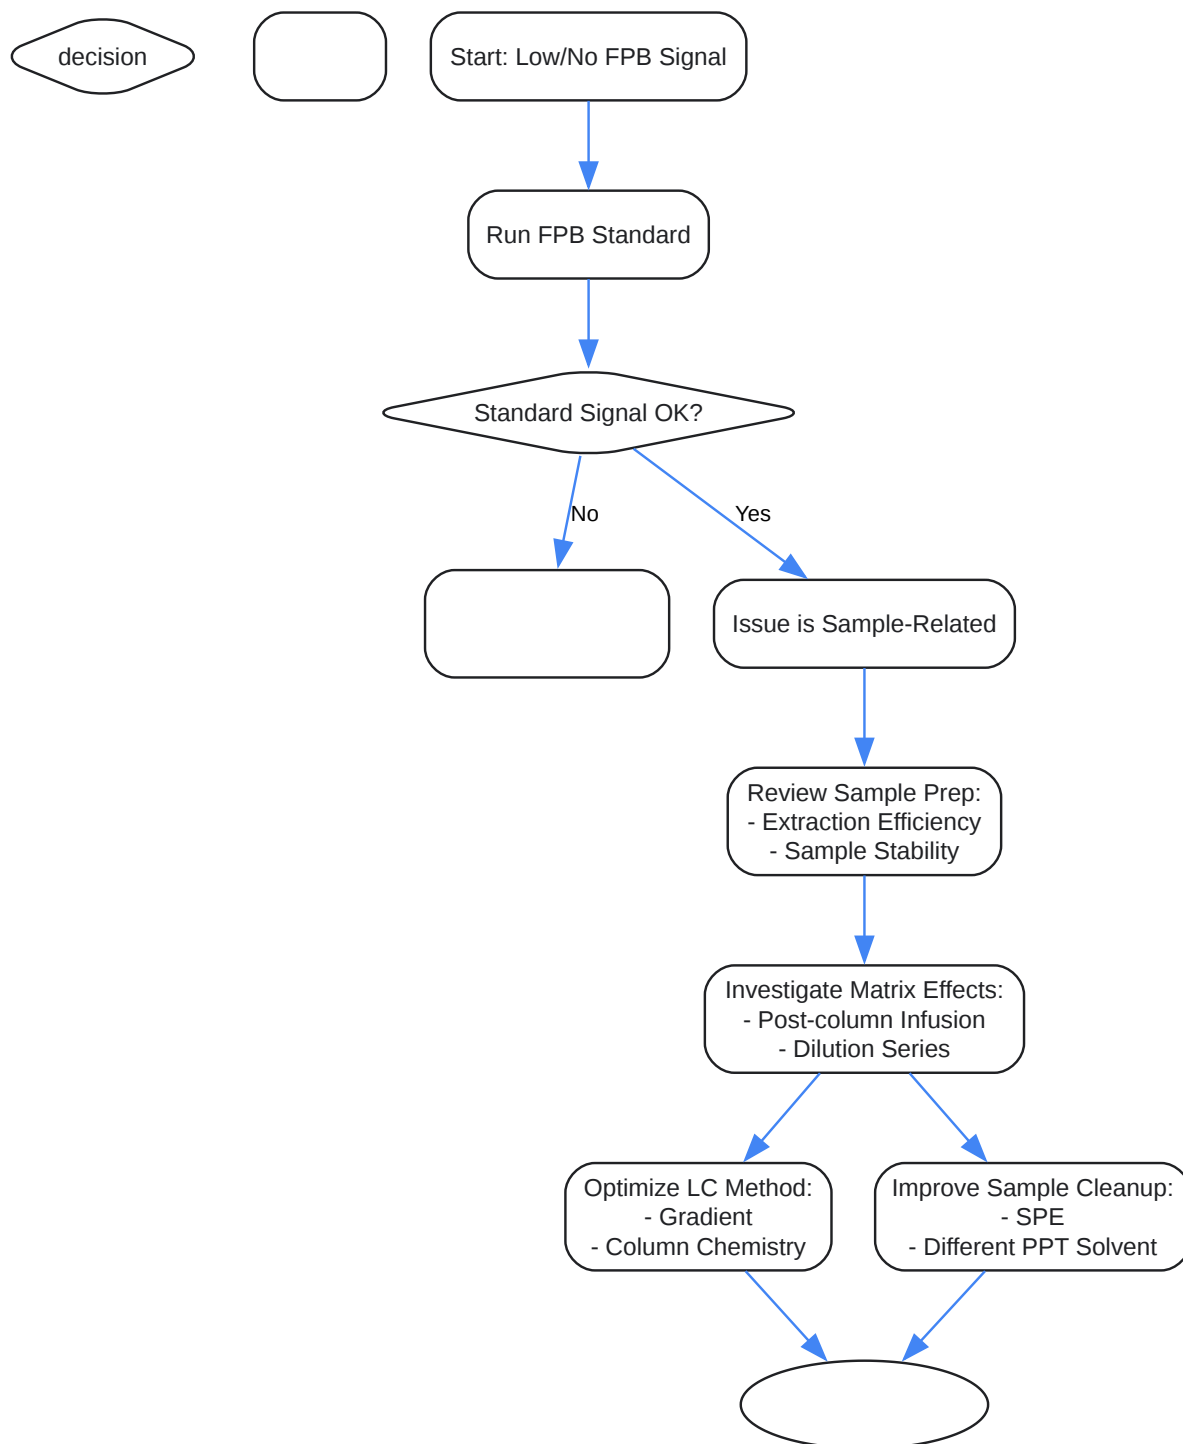 decision
Start: Low/No FPB Signal
Run FPB Standard
Standard Signal OK?
No
Yes
Issue is Sample-Related
Review Sample Prep:
- Extraction Efficiency
- Sample Stability
Investigate Matrix Effects:
- Post-column Infusion
- Dilution Series
Optimize LC Method:
- Gradient
- Column Chemistry
Improve Sample Cleanup:
- SPE
- Different PPT Solvent